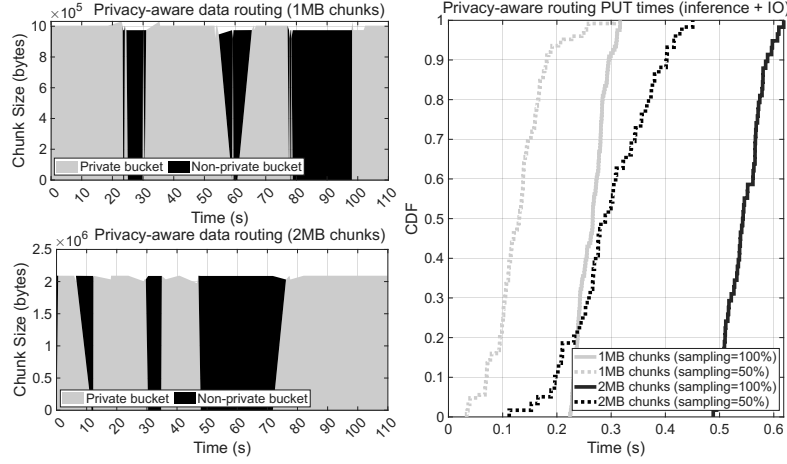 Privacy-aware data routing (1MB chunks)
×10⁵
Chunk Size (bytes)
10
8
6
4
2
0
Private bucket Non-private bucket
0 10 20 30 40 50 60 70 80 90 100 110
Time (s)
Privacy-aware data routing (2MB chunks)
×10⁶
Chunk Size (bytes)
2.5
2
1.5
1
0.5
0
Private bucket Non-private bucket
0 10 20 30 40 50 60 70 80 90 100 110
Time (s)
Privacy-aware routing PUT times (inference + IO)
CDF
1
0.9
0.8
0.7
0.6
0.5
0.4
0.3
0.2
0.1
0
1MB chunks (sampling=100%)
1MB chunks (sampling=50%)
2MB chunks (sampling=100%)
2MB chunks (sampling=50%)
0 0.1 0.2 0.3 0.4 0.5 0.6
Time (s)